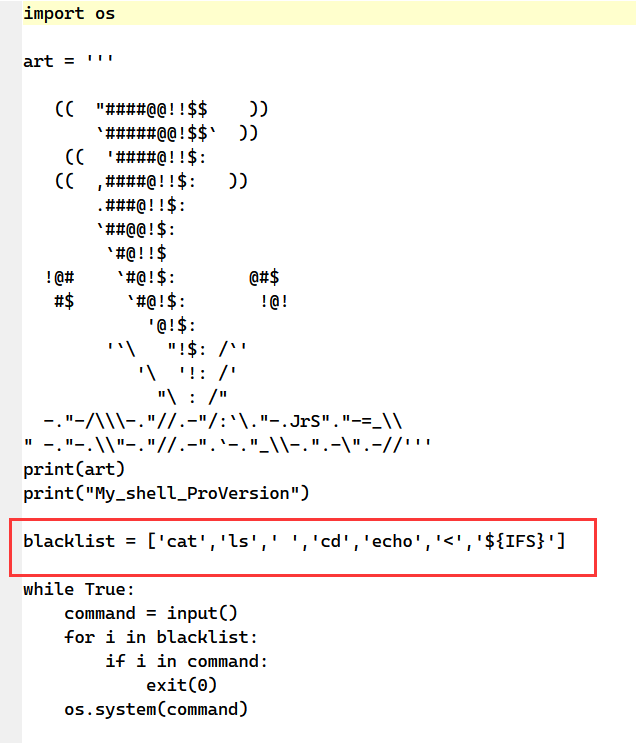 import os
art = '''
((  "####@@!!$$    ))
`#####@@!$$`  ))
((  '####@!!$:
((  ,####@!!$:   ))
.###@!!$:
`##@@!$:
`#@!!$
!@#    `#@!$:       @#$
#$      `#@!$:       !@!
'@!$:
'`\   "!$: /`'
'\  '!: /'
"\ : /"
-."-/\\\-."//.-"/:`\."-.JrS"."-=_\\
" -."-.\\"-."//.-".`-."_\\-.".-\".-//'''
print(art)
print("My_shell_ProVersion")
blacklist = ['cat','ls',' ','cd','echo','<','${IFS}']
while True:
    command = input()
    for i in blacklist:
        if i in command:
            exit(0)
    os.system(command)